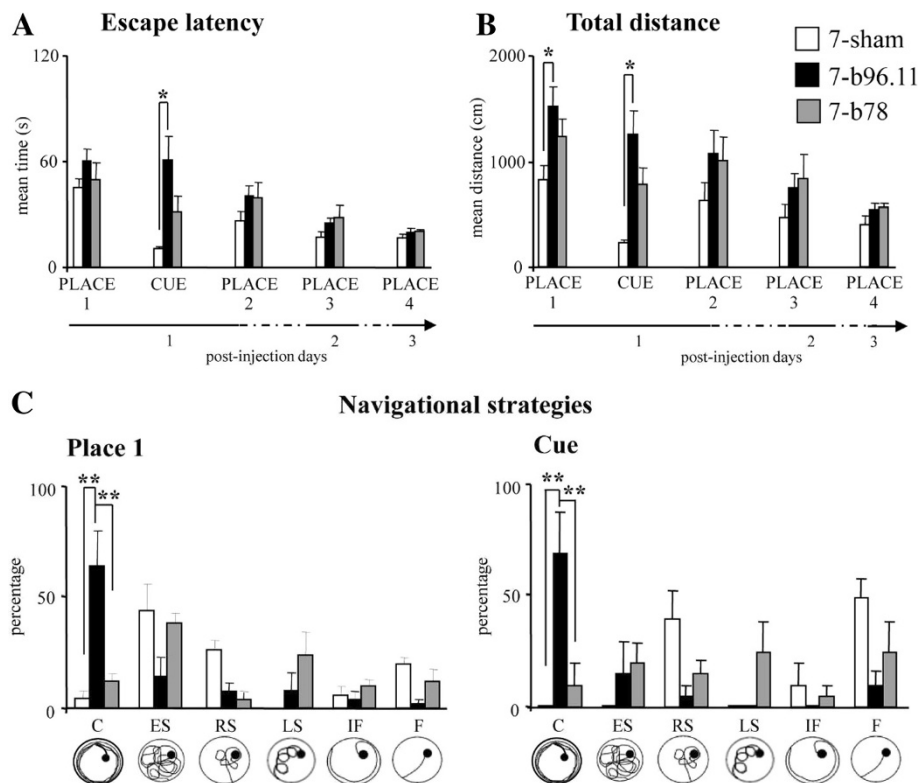 A Escape latency
120
60
0
mean time (s)
*
PLACE CUE PLACE PLACE PLACE
1 2 3 4
1 2 3
post-injection days
B Total distance
2000
1000
0
mean distance (cm)
* *
7-sham
7-b96.11
7-b78
PLACE CUE PLACE PLACE PLACE
1 2 3 4
1 2 3
post-injection days
C Navigational strategies
Place 1
** **
100
50
0
percentage
C ES RS LS IF F
Cue
** **
100
50
0
percentage
C ES RS LS IF F